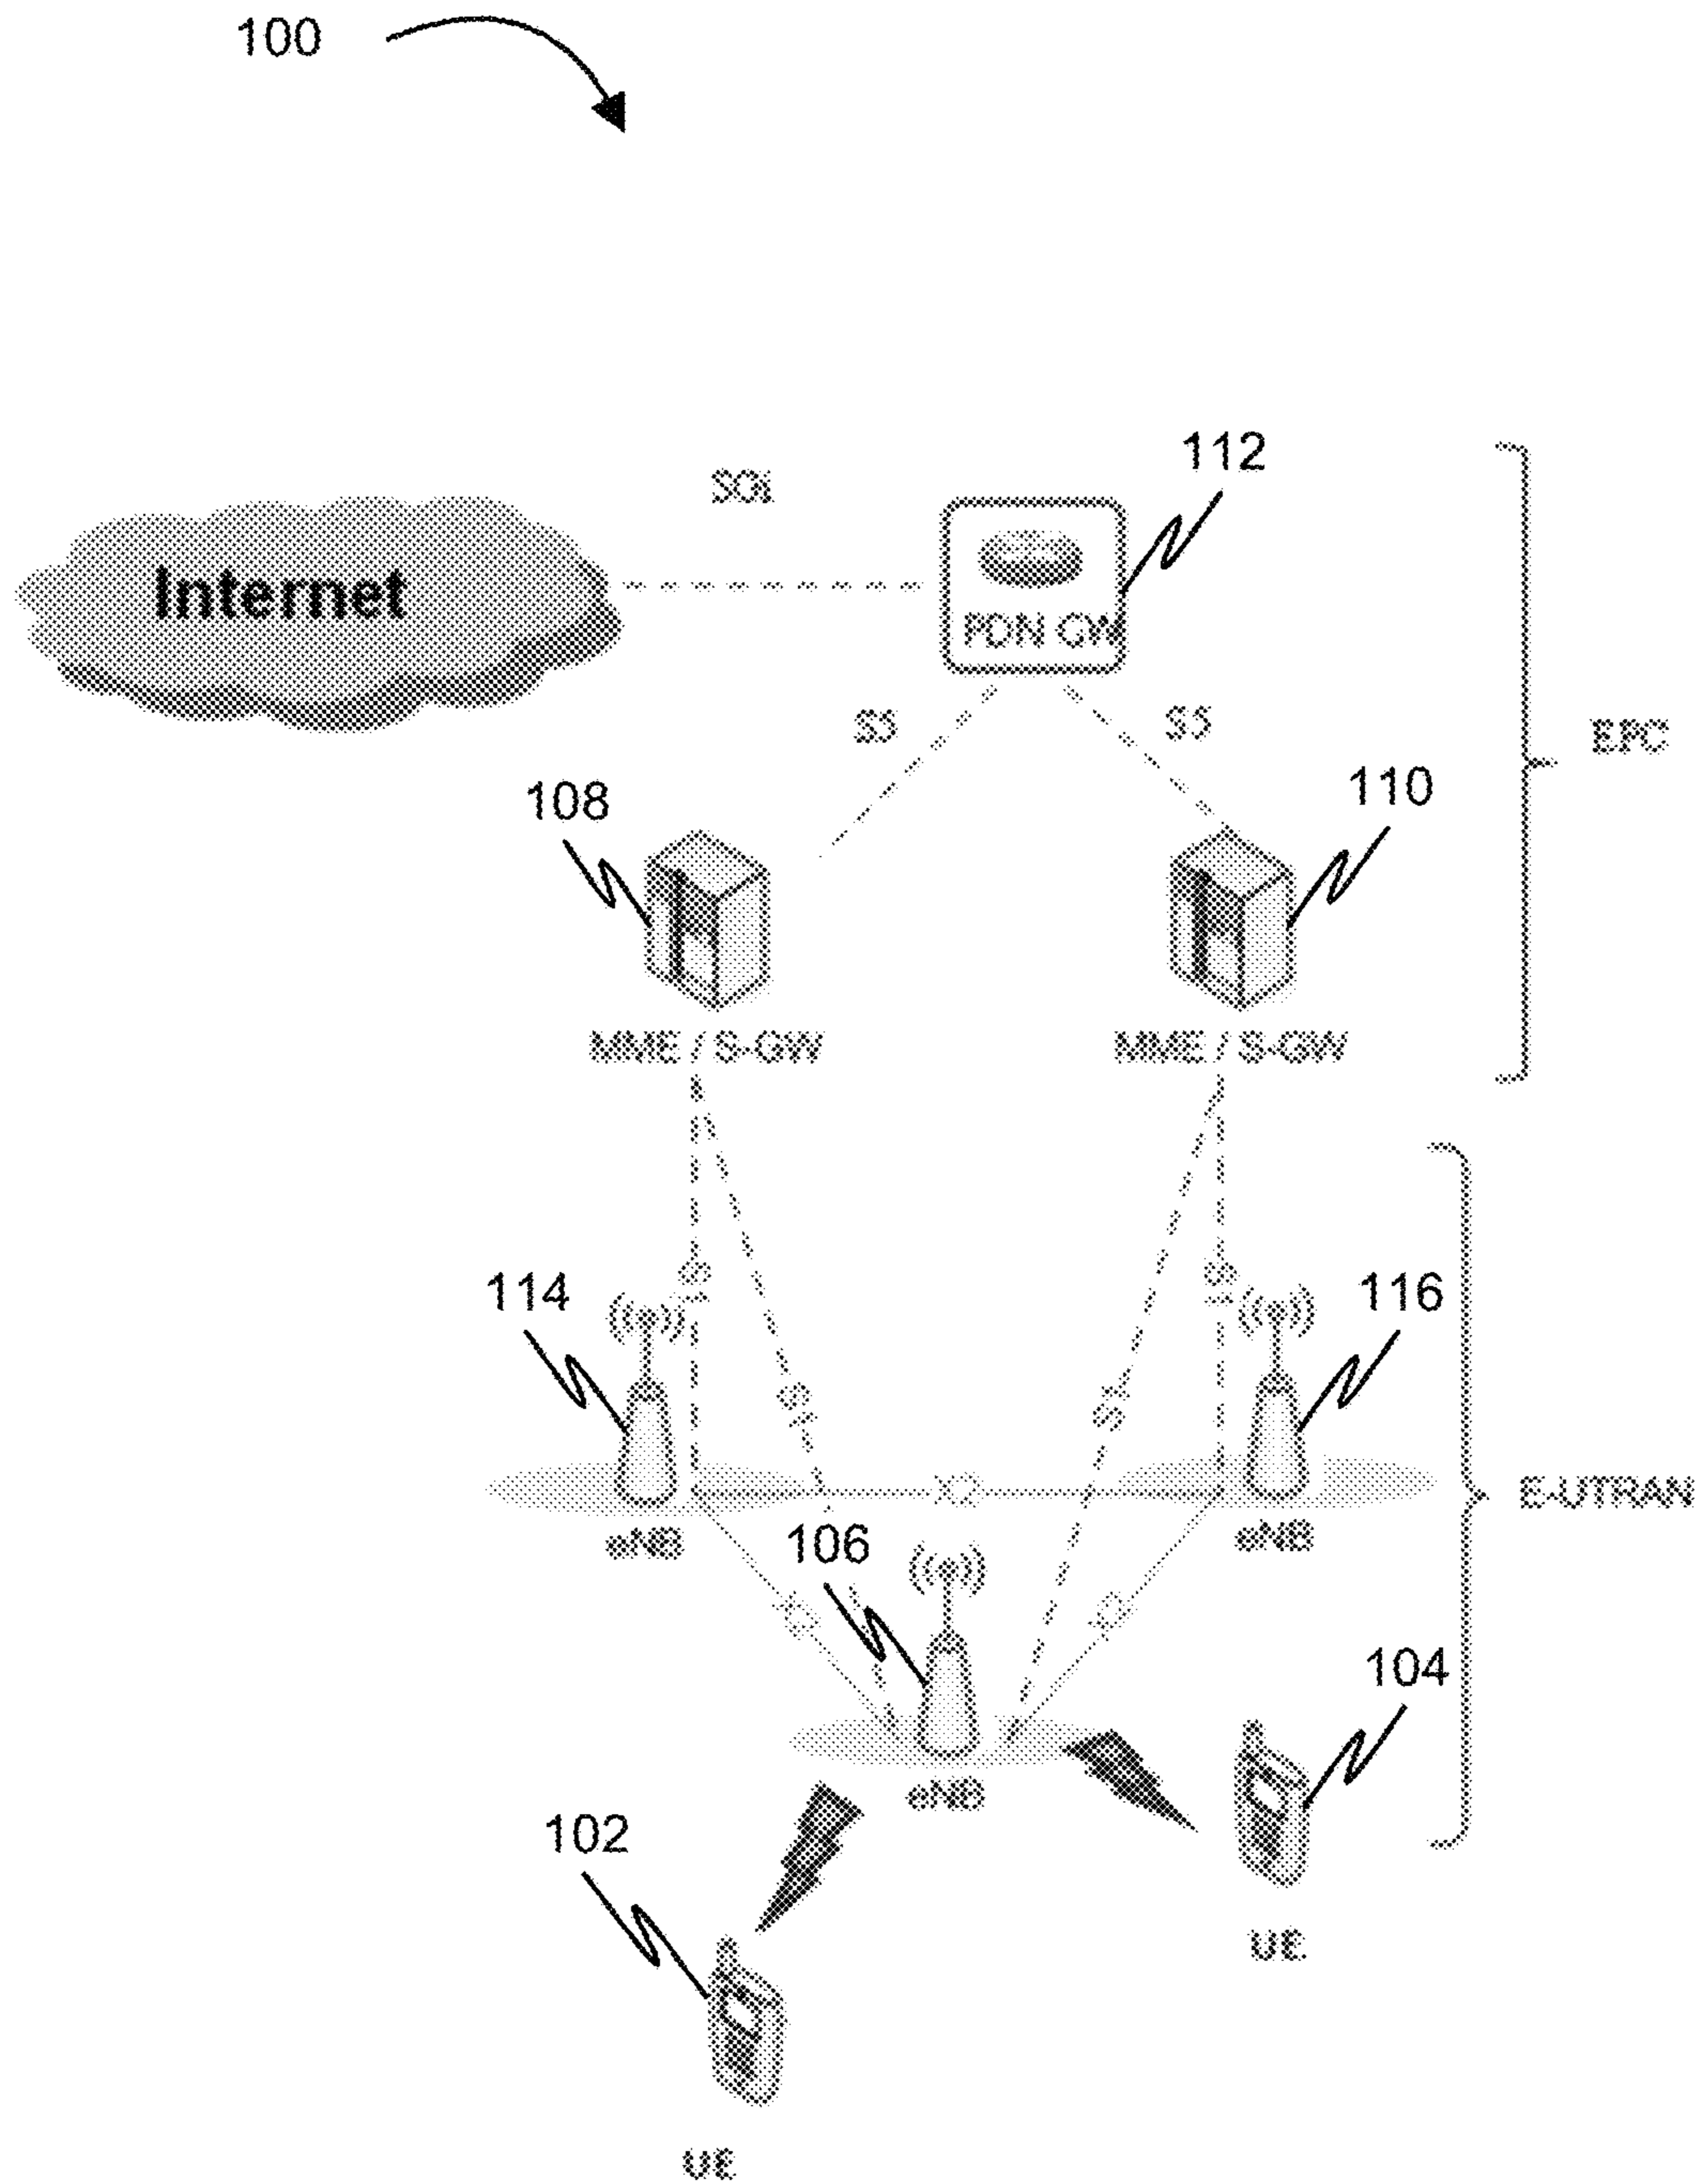 100
112
SGi
Internet
PDN GW
S5
S5
EPC
108
110
MME / S-GW
MME / S-GW
S1
S1
114
116
S1
S1
X2
E-UTRAN
eNB
eNB
106
X2
X2
104
eNB
102
UE
UE